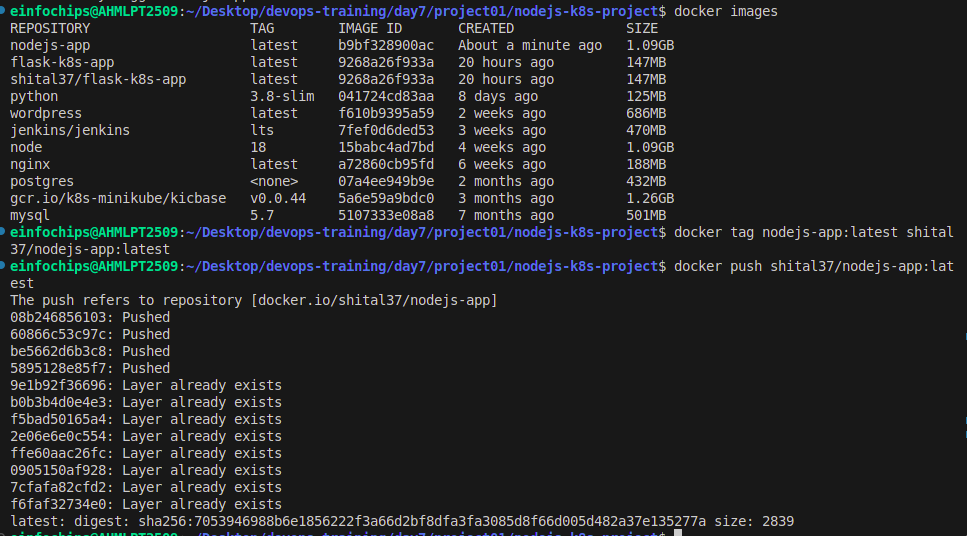 einfochips@AHMLPT2509:~/Desktop/devops-training/day7/project01/nodejs-k8s-project$ docker images
REPOSITORY TAG IMAGE ID CREATED SIZE
nodejs-app latest b9bf328900ac About a minute ago 1.09GB
flask-k8s-app latest 9268a26f933a 20 hours ago 147MB
shital37/flask-k8s-app latest 9268a26f933a 20 hours ago 147MB
python 3.8-slim 041724cd83aa 8 days ago 125MB
wordpress latest f610b9395a59 2 weeks ago 686MB
jenkins/jenkins lts 7fef0d6ded53 3 weeks ago 470MB
node 18 15babc4ad7bd 4 weeks ago 1.09GB
nginx latest a72860cb95fd 6 weeks ago 188MB
postgres <none> 07a4ee949b9e 2 months ago 432MB
gcr.io/k8s-minikube/kicbase v0.0.44 5a6e59a9bdc0 3 months ago 1.26GB
mysql 5.7 5107333e08a8 7 months ago 501MB
einfochips@AHMLPT2509:~/Desktop/devops-training/day7/project01/nodejs-k8s-project$ docker tag nodejs-app:latest shital
37/nodejs-app:latest
einfochips@AHMLPT2509:~/Desktop/devops-training/day7/project01/nodejs-k8s-project$ docker push shital37/nodejs-app:lat
est
The push refers to repository [docker.io/shital37/nodejs-app]
08b246856103: Pushed
60866c53c97c: Pushed
be5662d6b3c8: Pushed
5895128e85f7: Pushed
9e1b92f36696: Layer already exists
b0b3b4d0e4e3: Layer already exists
f5bad50165a4: Layer already exists
2e06e6e0c554: Layer already exists
ffe60aac26fc: Layer already exists
0905150af928: Layer already exists
7cfafa82cfd2: Layer already exists
f6faf32734e0: Layer already exists
latest: digest: sha256:7053946988b6e1856222f3a66d2bf8dfa3fa3085d8f66d005d482a37e135277a size: 2839
einfochips@AHMLPT2509:~/Desktop/devops-training/day7/project01/nodejs-k8s-project$